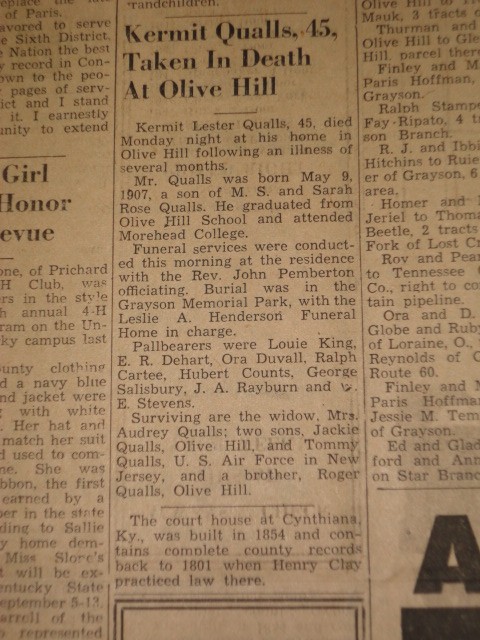 of Paris.
avored to serve
e Sixth District,
Nation the best
y record in Con-
own to the peo-
pages of serv-
ict and I stand
it. I earnestly
unity to extend
Girl
Honor
evue
one, of Prichard
H Club, was
rs in the style
annual 4-H
ram on the Un-
ky campus last
unty clothing
d a navy blue
nd jacket were
with white
Her hat and
match her suit
d used to com-
ne. She was
bbon, the first
earned by a
er in the state
ding to Sallie
y home dem-
Miss Slore's
t will be ex-
entucky State
eptember 5-13.
arrell of the
o represented
randchildren.
Kermit Qualls, 45,
Taken In Death
At Olive Hill
Kermit Lester Qualls, 45, died
Monday night at his home in
Olive Hill following an illness of
several months.
Mr. Qualls was born May 9,
1907, a son of M. S. and Sarah
Rose Qualls. He graduated from
Olive Hill School and attended
Morehead College.
Funeral services were conduct-
ed this morning at the residence
with the Rev. John Pemberton
officiating. Burial was in the
Grayson Memorial Park, with the
Leslie A. Henderson Funeral
Home in charge.
Pallbearers were Louie King,
E. R. Dehart, Ora Duvall, Ralph
Cartee, Hubert Counts, George
Salisbury, J. A. Rayburn and W.
E. Stevens.
Surviving are the widow, Mrs.
Audrey Qualls; two sons, Jackie
Qualls, Olive Hill, and Tommy
Qualls, U. S. Air Force in New
Jersey, and a brother, Roger
Qualls, Olive Hill.
The court house at Cynthiana,
Ky., was built in 1854 and con-
tains complete county records
back to 1801 when Henry Clay
practiced law there.
Olive Hill to
Mauk, 3 tracts
Thurman and
Olive Hill to Gle
Hill, parcel there
Finley and M
Paris Hoffman,
Grayson.
Ralph Stampe
Fay Ripato, 4 t
son Branch.
R. J. and Ibb
Hitchins to Ruie
er of Grayson, 6
area.
Homer and
Jeriel to Thoma
Beetle, 2 tracts
Fork of Lost C
Roy and Pear
to Tennessee
Co., right to co
tain pipeline.
Ora and D.
Globe and Ruby
of Loraine, O.,
Reynolds of C
Route 60.
Finley and M
Paris Hoffman
Jessie M. Tem
of Grayson.
Ed and Glad
ford and Ann
on Star Branc
A